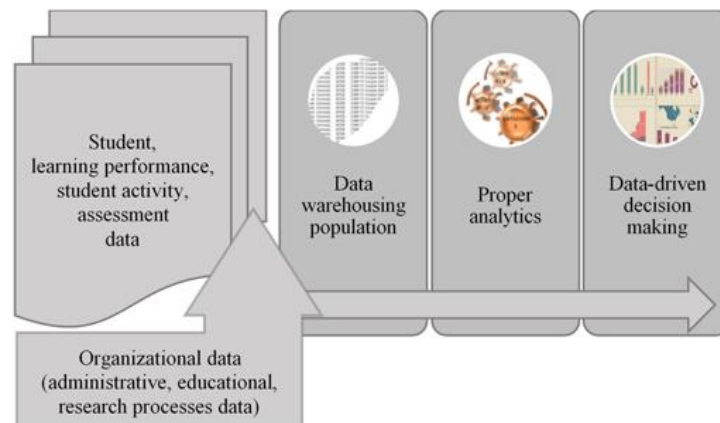 Student,
learning performance,
student activity,
assessment
data
Data
warehousing
population
Proper
analytics
Data-driven
decision
making
Organizational data
(administrative, educational,
research processes data)